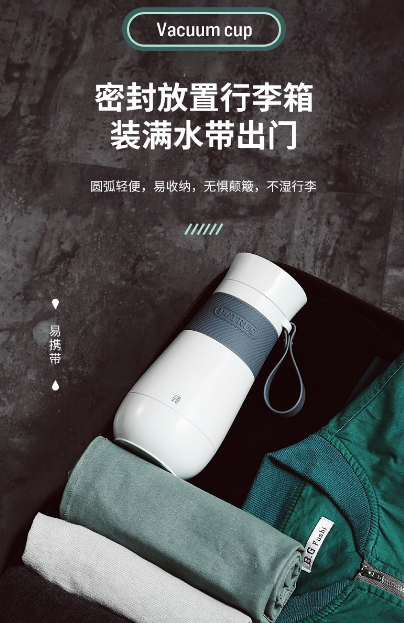 Vacuum cup
密封放置行李箱
装满水带出门
圆弧轻便，易收纳，无惧颠簸，不湿行李
易携带
B.G Fushi